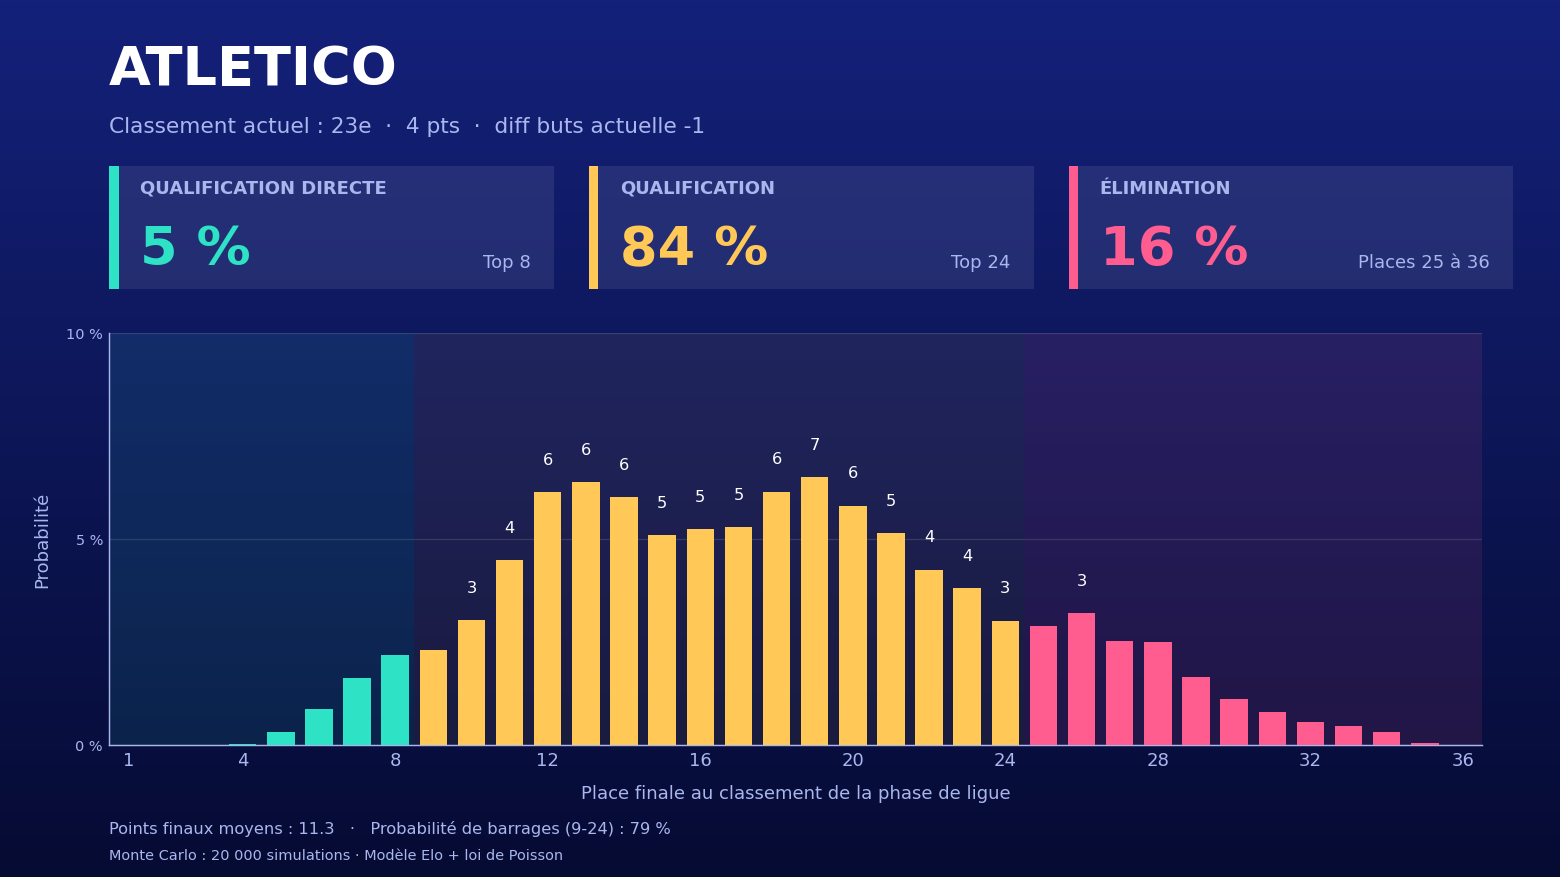 ATLETICO
Classement actuel : 23e · 4 pts · diff buts actuelle -1
QUALIFICATION DIRECTE
5 %
Top 8
QUALIFICATION
84 %
Top 24
ÉLIMINATION
16 %
Places 25 à 36
Probabilité
10 %
5 %
0 %
3
4
6
6
6
5
5
5
6
7
6
5
4
4
3
3
1 4 8 12 16 20 24 28 32 36
Place finale au classement de la phase de ligue
Points finaux moyens : 11.3 · Probabilité de barrages (9-24) : 79 %
Monte Carlo : 20 000 simulations · Modèle Elo + loi de Poisson